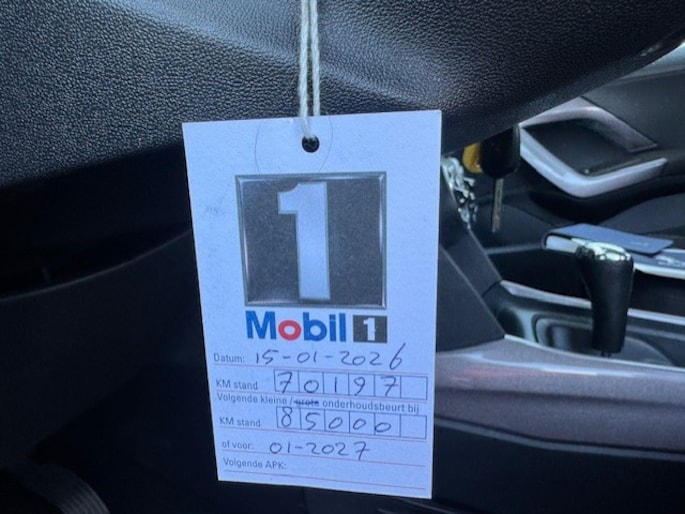 1
Mobil 1
Datum: 15-01-2026
KM stand 70197
Volgende kleine / grote onderhoudsbeurt bij
KM stand 85000
of voor: 01-2027
Volgende APK: